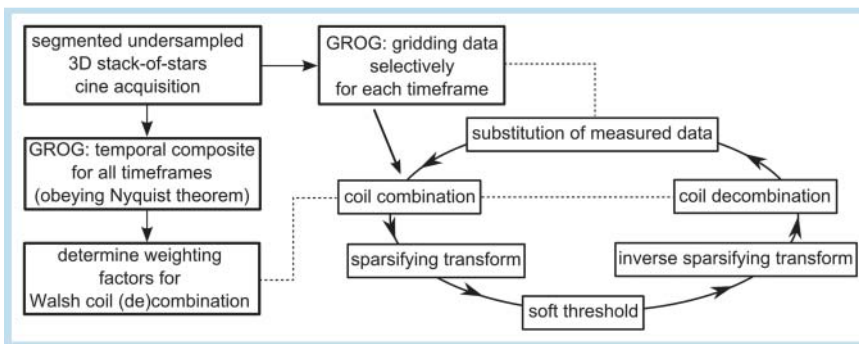 segmented undersampled
3D stack-of-stars
cine acquisition
GROG: gridding data
selectively
for each timeframe
GROG: temporal composite
for all timeframes
(obeying Nyquist theorem)
determine weighting
factors for
Walsh coil (de)combination
substitution of measured data
coil combination
coil decombination
sparsifying transform
inverse sparsifying transform
soft threshold